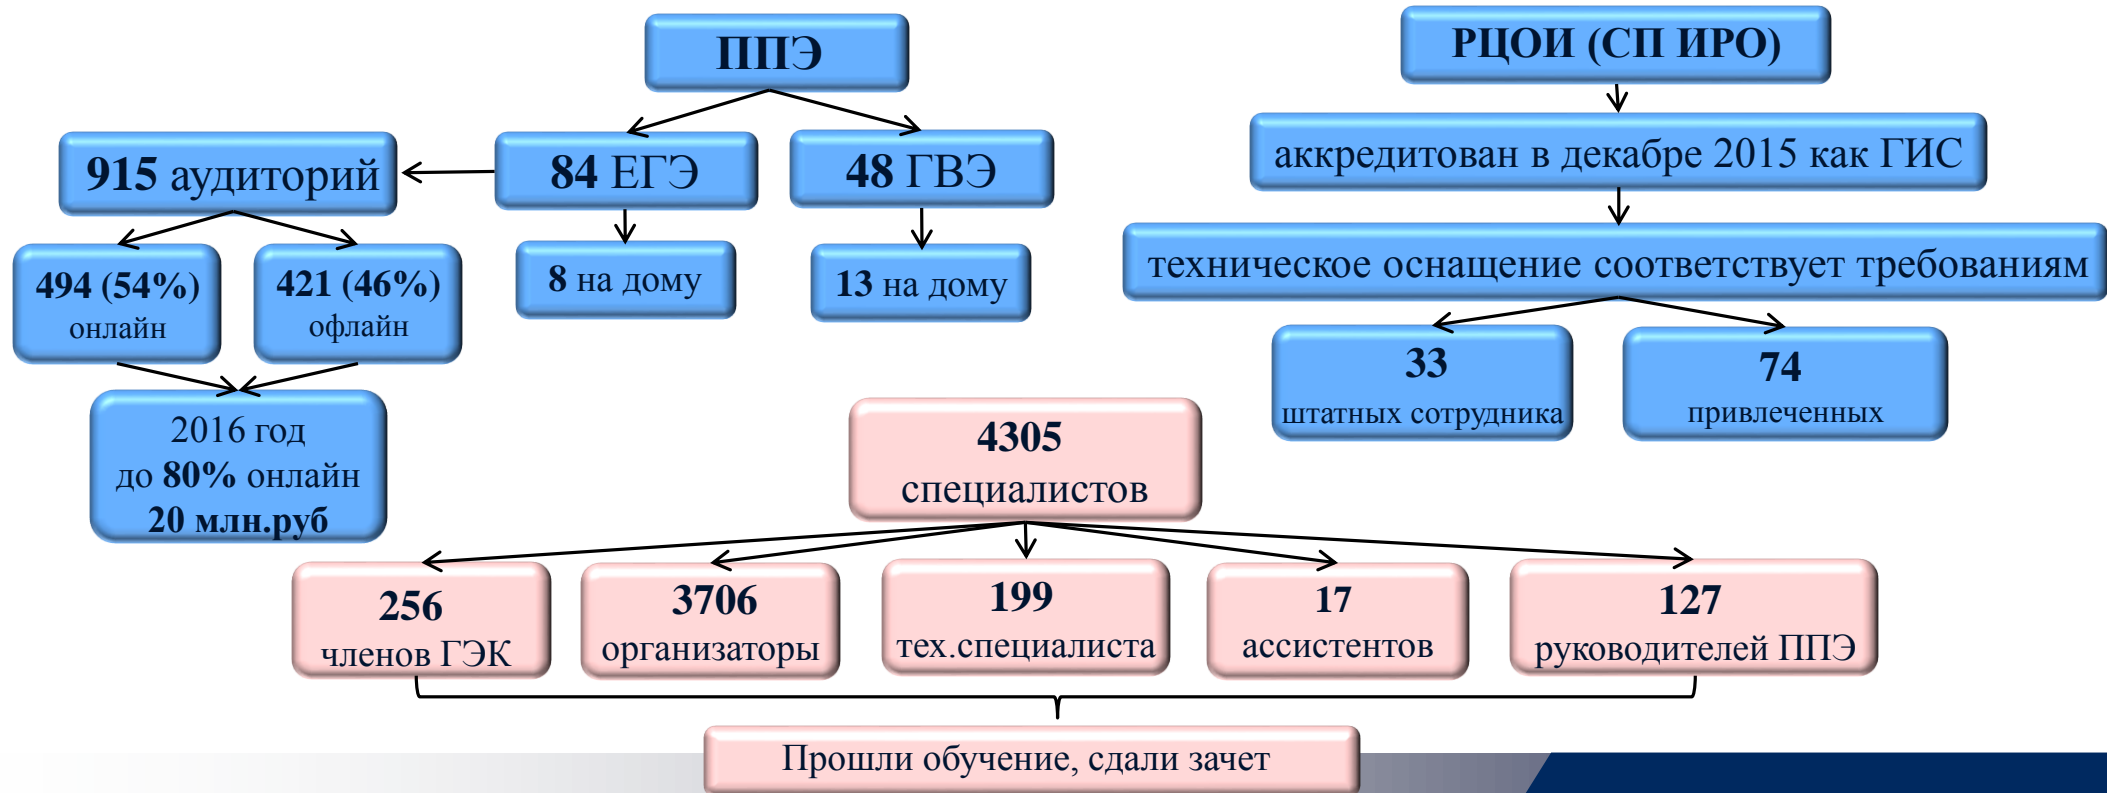 ППЭ
РЦОИ (СП ИРО)
915 аудиторий
84 ЕГЭ
48 ГВЭ
аккредитован в декабре 2015 как ГИС
494 (54%)
онлайн
421 (46%)
офлайн
8 на дому
13 на дому
техническое оснащение соответствует требованиям
33
штатных сотрудника
74
привлеченных
2016 год
до 80% онлайн
20 млн.руб
4305
специалистов
256
членов ГЭК
3706
организаторы
199
тех.специалиста
17
ассистентов
127
руководителей ППЭ
Прошли обучение, сдали зачет